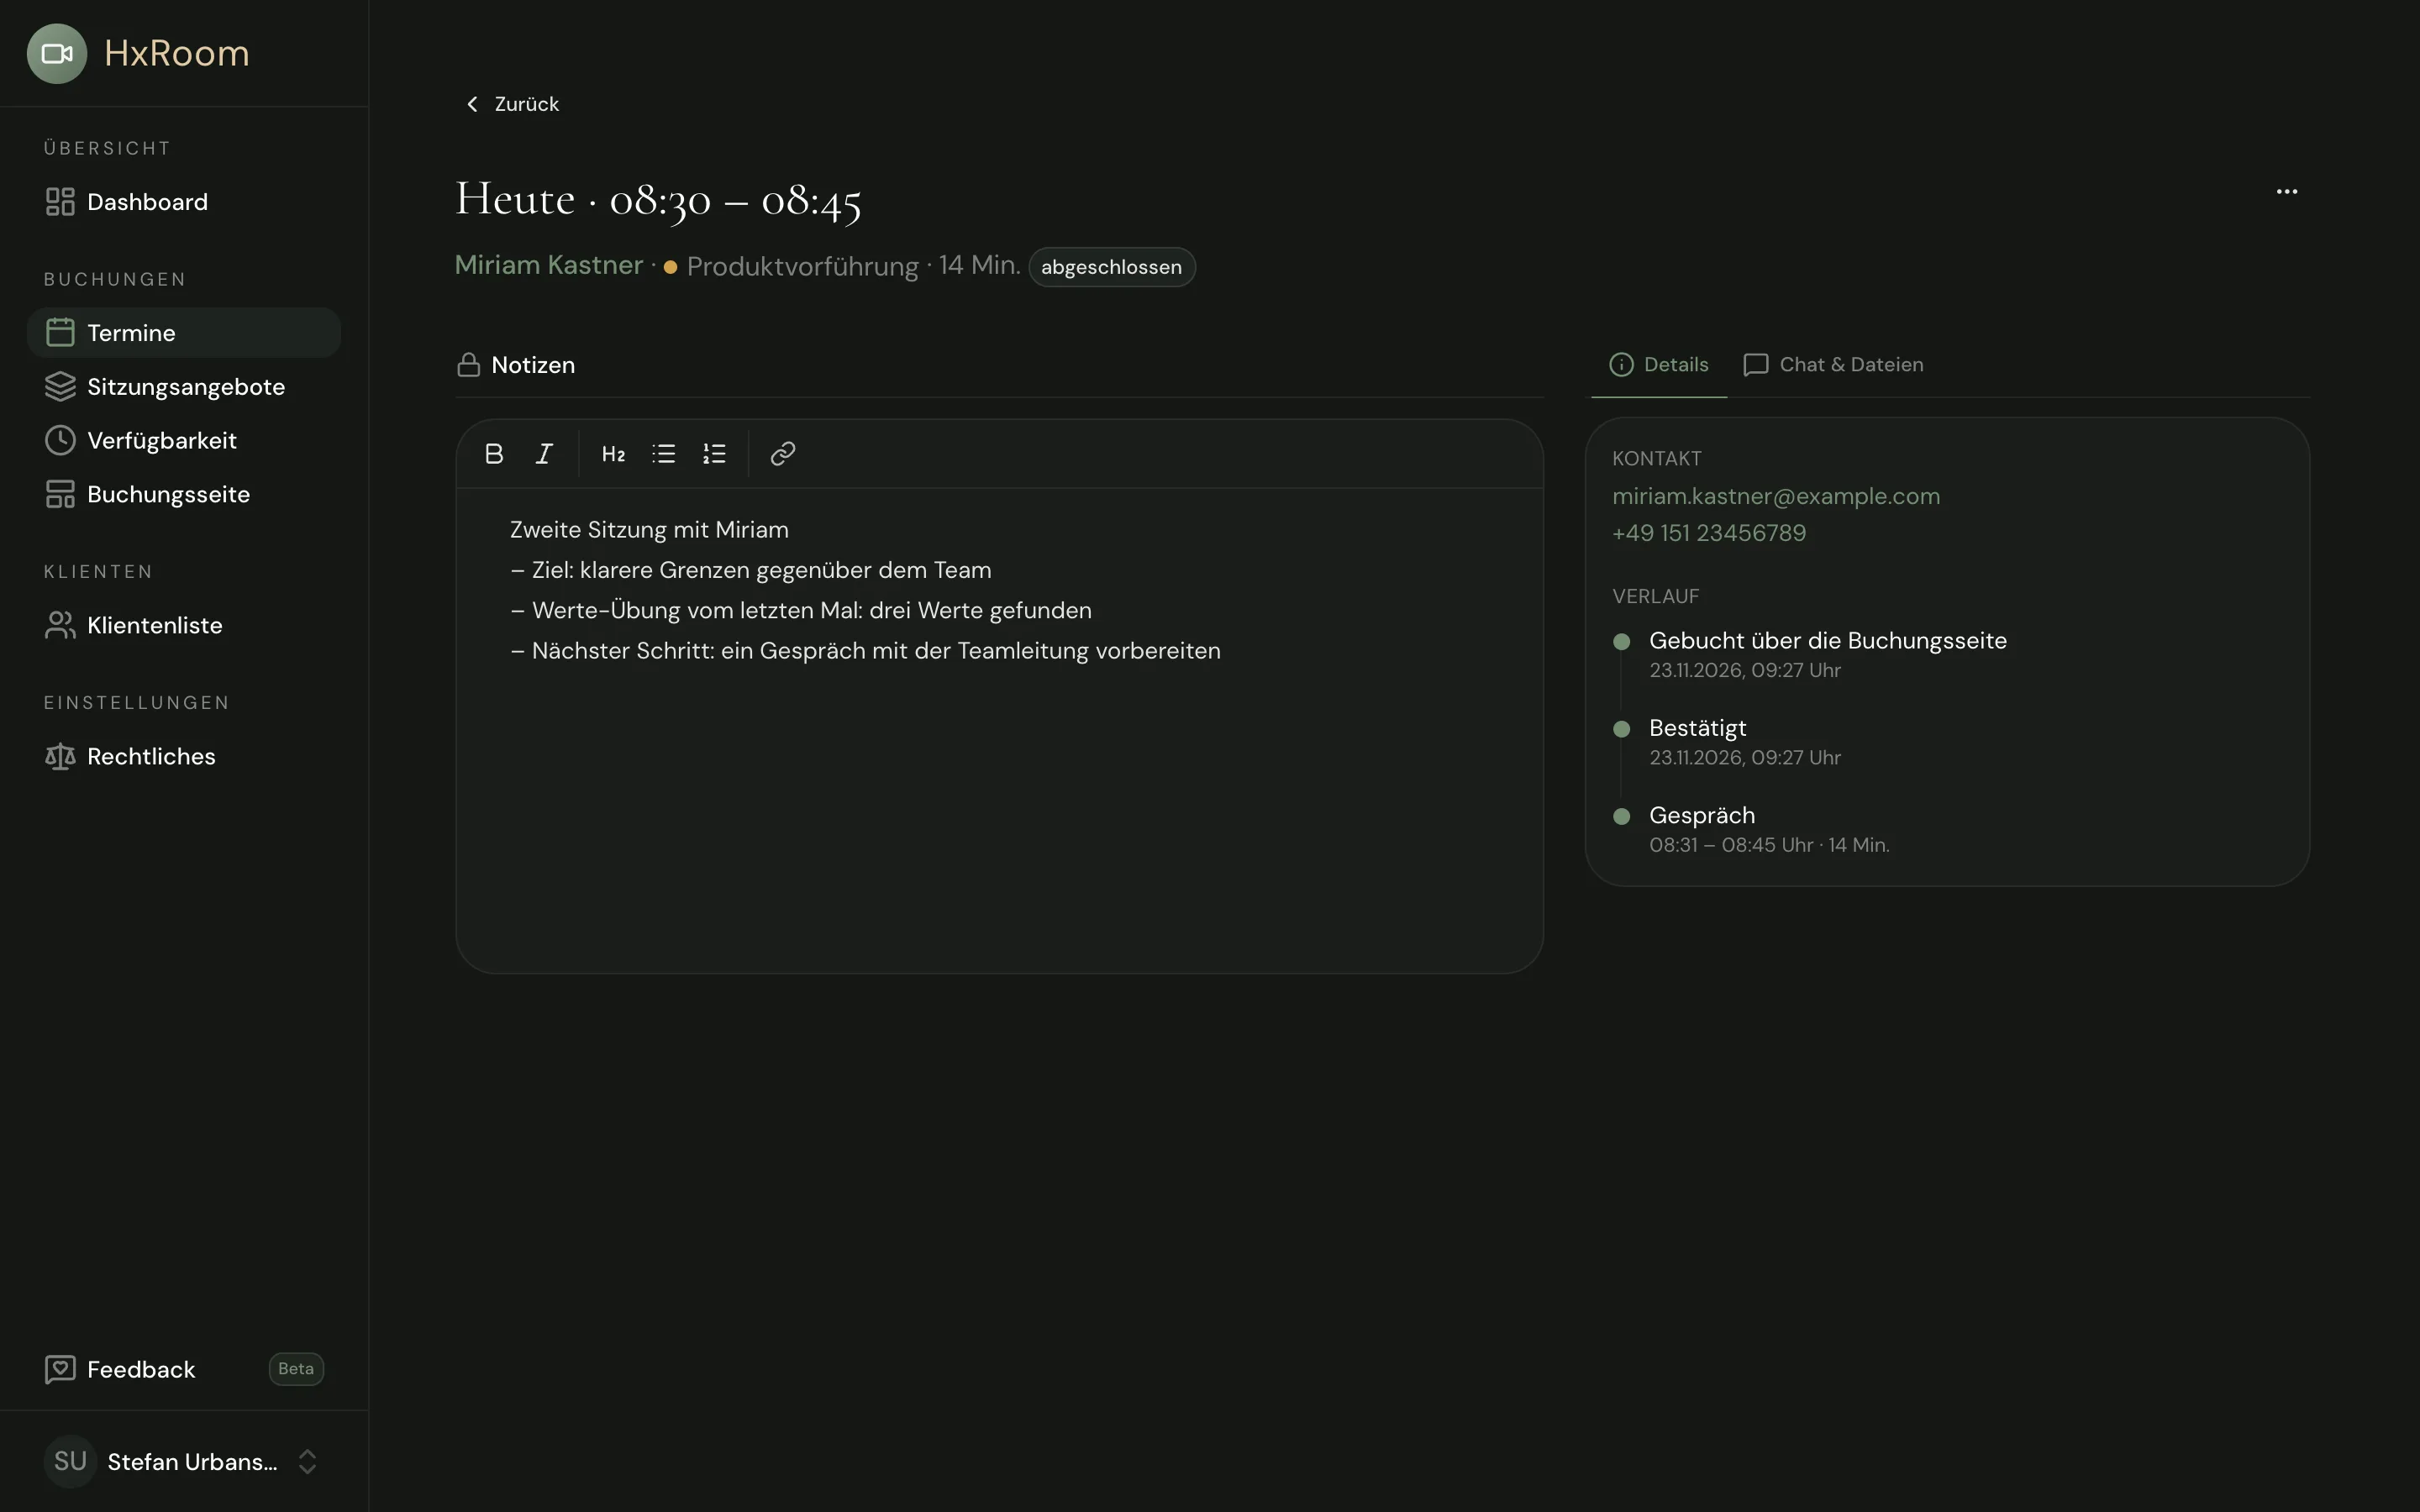 HxRoom
ÜBERSICHT
Dashboard
BUCHUNGEN
Termine
Sitzungsangebote
Verfügbarkeit
Buchungsseite
KLIENTEN
Klientenliste
EINSTELLUNGEN
Rechtliches
Feedback Beta
SU Stefan Urbans...
Zurück
Heute · 08:30 – 08:45
Miriam Kastner · Produktvorführung · 14 Min. abgeschlossen
Notizen
B I H2
Zweite Sitzung mit Miriam
– Ziel: klarere Grenzen gegenüber dem Team
– Werte-Übung vom letzten Mal: drei Werte gefunden
– Nächster Schritt: ein Gespräch mit der Teamleitung vorbereiten
Details Chat & Dateien
KONTAKT
miriam.kastner@example.com
+49 151 23456789
VERLAUF
Gebucht über die Buchungsseite
23.11.2026, 09:27 Uhr
Bestätigt
23.11.2026, 09:27 Uhr
Gespräch
08:31 – 08:45 Uhr · 14 Min.